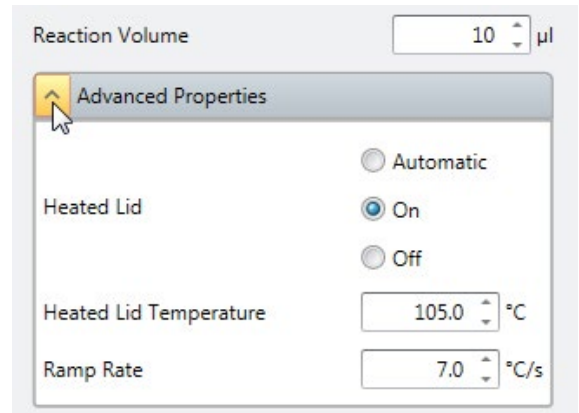 Reaction Volume 10 µl
Advanced Properties
Automatic
Heated Lid On
Off
Heated Lid Temperature 105.0 °C
Ramp Rate 7.0 °C/s